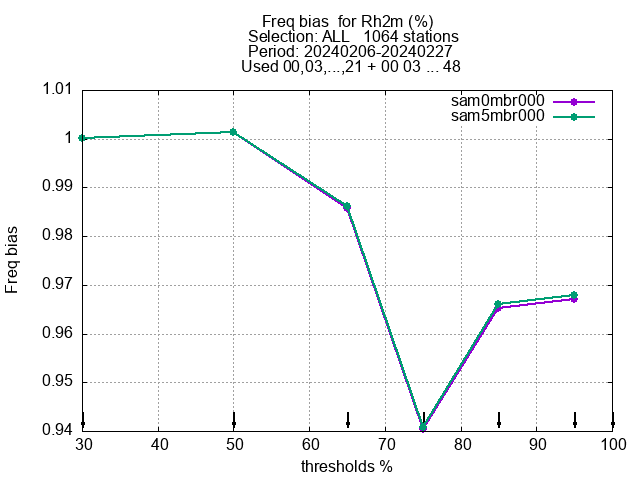 Freq bias  for Rh2m (%)
Selection: ALL   1064 stations
Period: 20240206-20240227
Used 00,03,...,21 + 00 03 ... 48
sam0mbr000
sam5mbr000
1.01
1
0.99
0.98
0.97
0.96
0.95
0.94
Freq bias
30 40 50 60 70 80 90 100
thresholds %